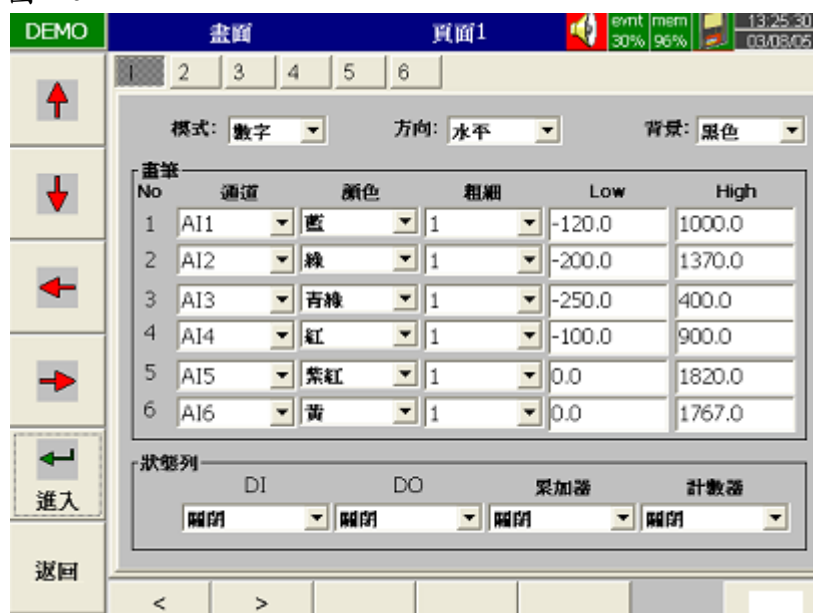 DEMO 畫面 頁面1 evnt 30% mem 96% 13:25:30 03/08/05
1 2 3 4 5 6
模式: 數字 方向: 水平 背景: 黑色
畫筆
No 通道 顏色 粗細 Low High
1 AI1 藍 1 -120.0 1000.0
2 AI2 綠 1 -200.0 1370.0
3 AI3 青綠 1 -250.0 400.0
4 AI4 紅 1 -100.0 900.0
5 AI5 紫紅 1 0.0 1820.0
6 AI6 黃 1 0.0 1767.0
狀態列
DI DO 累加器 計數器
關閉 關閉 關閉 關閉
進入
返回
< >